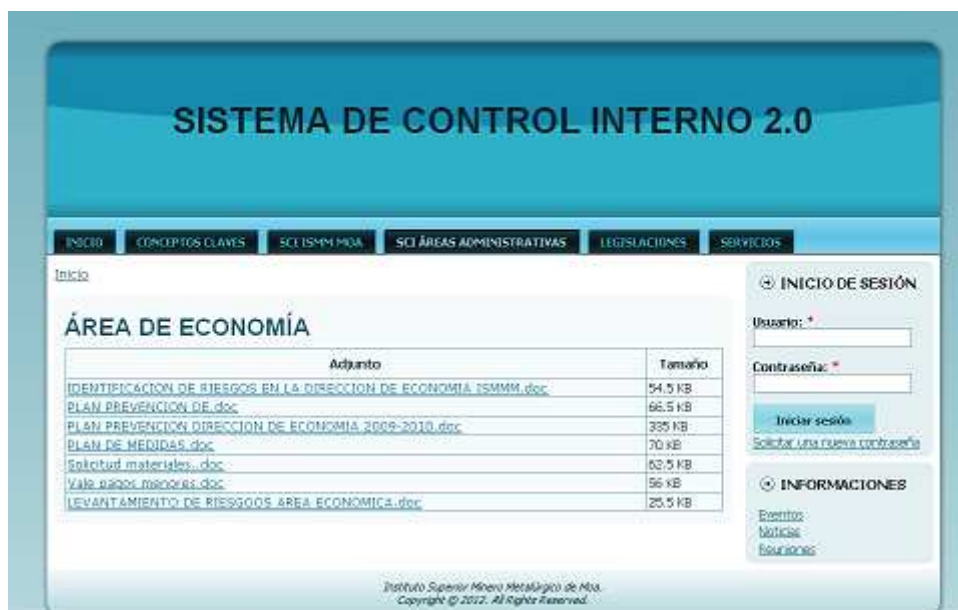 SISTEMA DE CONTROL INTERNO 2.0
INICIO CONCEPTOS CLAVES SCI ISMM MOA SCI ÁREAS ADMINISTRATIVAS LEGISLACIONES SERVICIOS
Inicio
ÁREA DE ECONOMÍA
Adjunto Tamaño
IDENTIFICACION DE RIESGOS EN LA DIRECCION DE ECONOMIA ISMMM.doc 54.5 KB
PLAN PREVENCION DE.doc 66.5 KB
PLAN PREVENCION DIRECCION DE ECONOMIA 2009-2010.doc 335 KB
PLAN DE MEDIDAS.doc 70 KB
Solicitud materiales..doc 62.5 KB
Vale pagos menores.doc 56 KB
LEVANTAMIENTO DE RIESGOOS AREA ECONOMICA.doc 25.5 KB
INICIO DE SESIÓN
Usuario: *
Contraseña: *
Iniciar sesión
Solicitar una nueva contraseña
INFORMACIONES
Eventos
Noticias
Reuniones
Instituto Superior Minero Metalúrgico de Moa.
Copyright © 2012. All Rights Reserved.